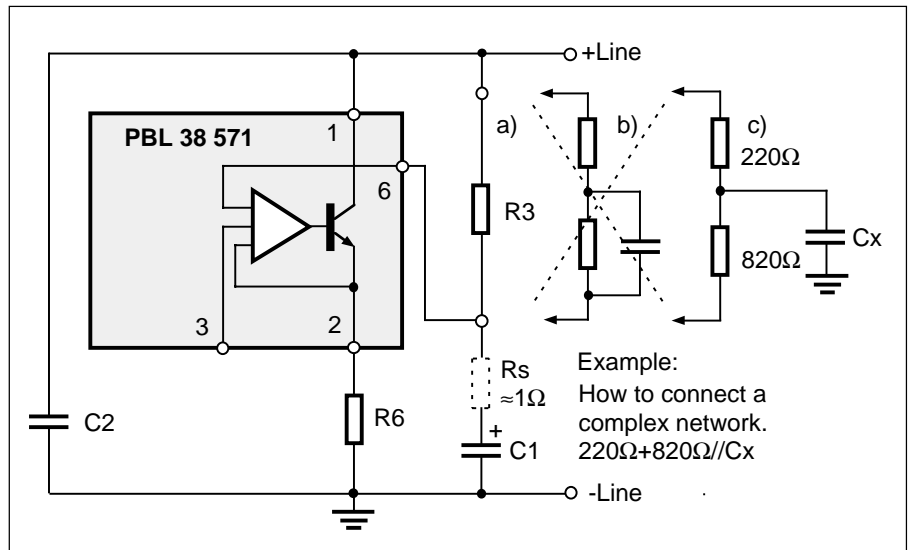 +Line
PBL 38 571
1
6
a)
b)
c)
220Ω
R3
Cx
820Ω
3
2
Rs
≈1Ω
+
C1
C2
R6
Example:
How to connect a
complex network.
220Ω+820Ω//Cx
-Line